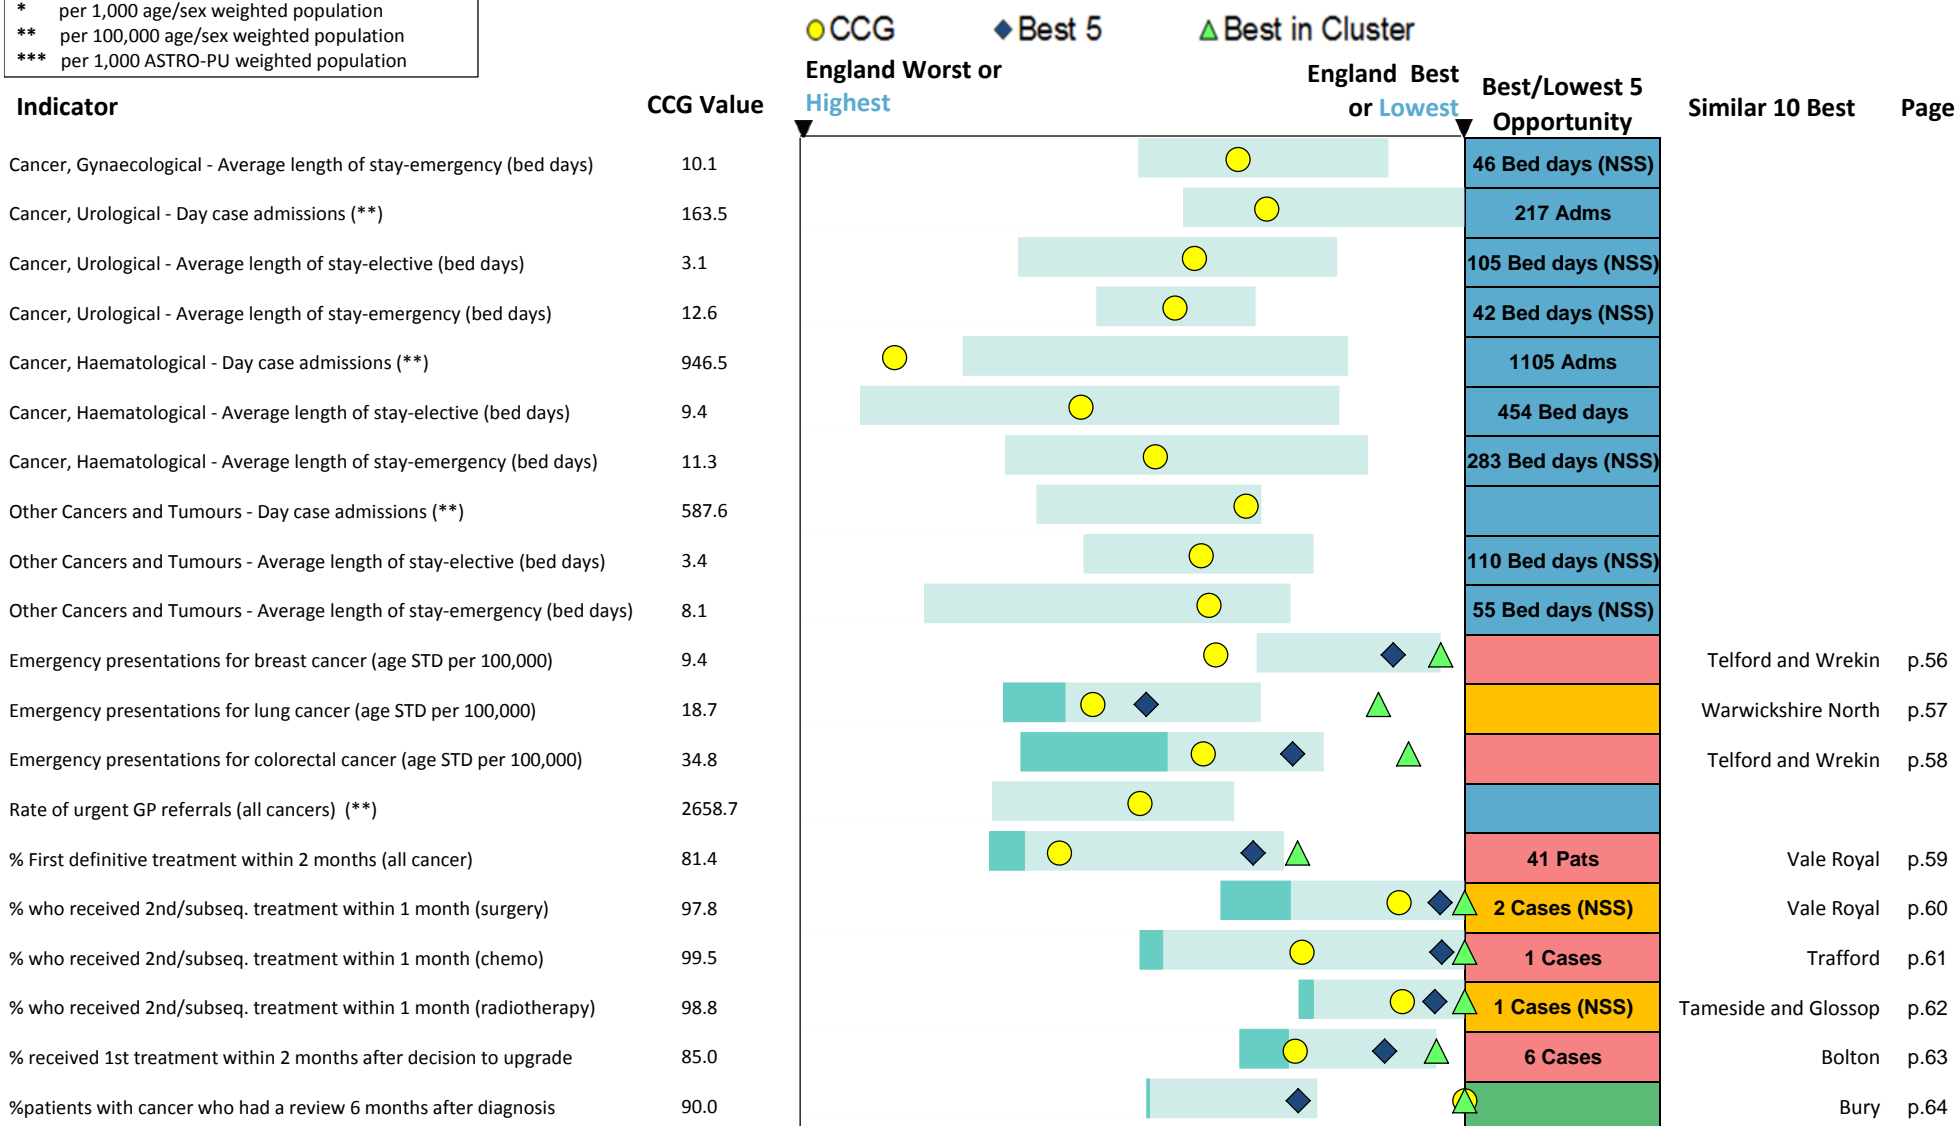 * per 1,000 age/sex weighted population
** per 100,000 age/sex weighted population
*** per 1,000 ASTRO-PU weighted population
CCG Best 5 Best in Cluster
England Worst or
Highest
England Best
or Lowest
Best/Lowest 5
Opportunity
Indicator CCG Value Similar 10 Best Page
Cancer, Gynaecological - Average length of stay-emergency (bed days) 10.1 46 Bed days (NSS)
Cancer, Urological - Day case admissions (**) 163.5 217 Adms
Cancer, Urological - Average length of stay-elective (bed days) 3.1 105 Bed days (NSS)
Cancer, Urological - Average length of stay-emergency (bed days) 12.6 42 Bed days (NSS)
Cancer, Haematological - Day case admissions (**) 946.5 1105 Adms
Cancer, Haematological - Average length of stay-elective (bed days) 9.4 454 Bed days
Cancer, Haematological - Average length of stay-emergency (bed days) 11.3 283 Bed days (NSS)
Other Cancers and Tumours - Day case admissions (**) 587.6
Other Cancers and Tumours - Average length of stay-elective (bed days) 3.4 110 Bed days (NSS)
Other Cancers and Tumours - Average length of stay-emergency (bed days) 8.1 55 Bed days (NSS)
Emergency presentations for breast cancer (age STD per 100,000) 9.4 Telford and Wrekin p.56
Emergency presentations for lung cancer (age STD per 100,000) 18.7 Warwickshire North p.57
Emergency presentations for colorectal cancer (age STD per 100,000) 34.8 Telford and Wrekin p.58
Rate of urgent GP referrals (all cancers) (**) 2658.7
% First definitive treatment within 2 months (all cancer) 81.4 41 Pats Vale Royal p.59
% who received 2nd/subseq. treatment within 1 month (surgery) 97.8 2 Cases (NSS) Vale Royal p.60
% who received 2nd/subseq. treatment within 1 month (chemo) 99.5 1 Cases Trafford p.61
% who received 2nd/subseq. treatment within 1 month (radiotherapy) 98.8 1 Cases (NSS) Tameside and Glossop p.62
% received 1st treatment within 2 months after decision to upgrade 85.0 6 Cases Bolton p.63
%patients with cancer who had a review 6 months after diagnosis 90.0 Bury p.64